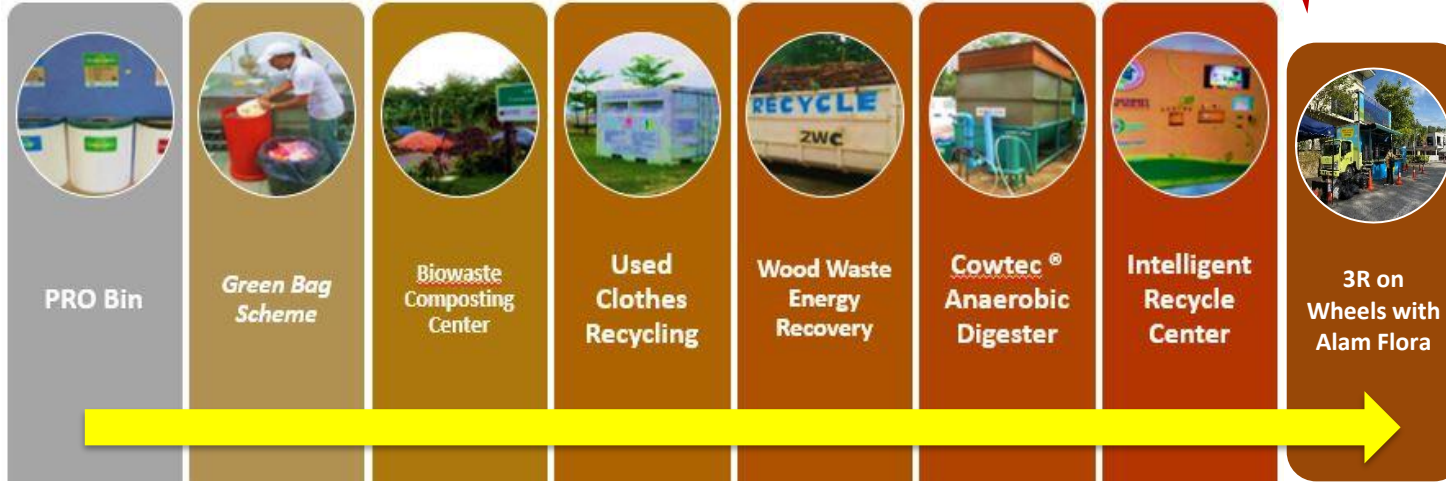 RECYCLE
ZWC
PRO Bin
Green Bag
Scheme
Biowaste
Composting
Center
Used
Clothes
Recycling
Wood Waste
Energy
Recovery
Cowtec ®
Anaerobic
Digester
Intelligent
Recycle
Center
3R on
Wheels with
Alam Flora